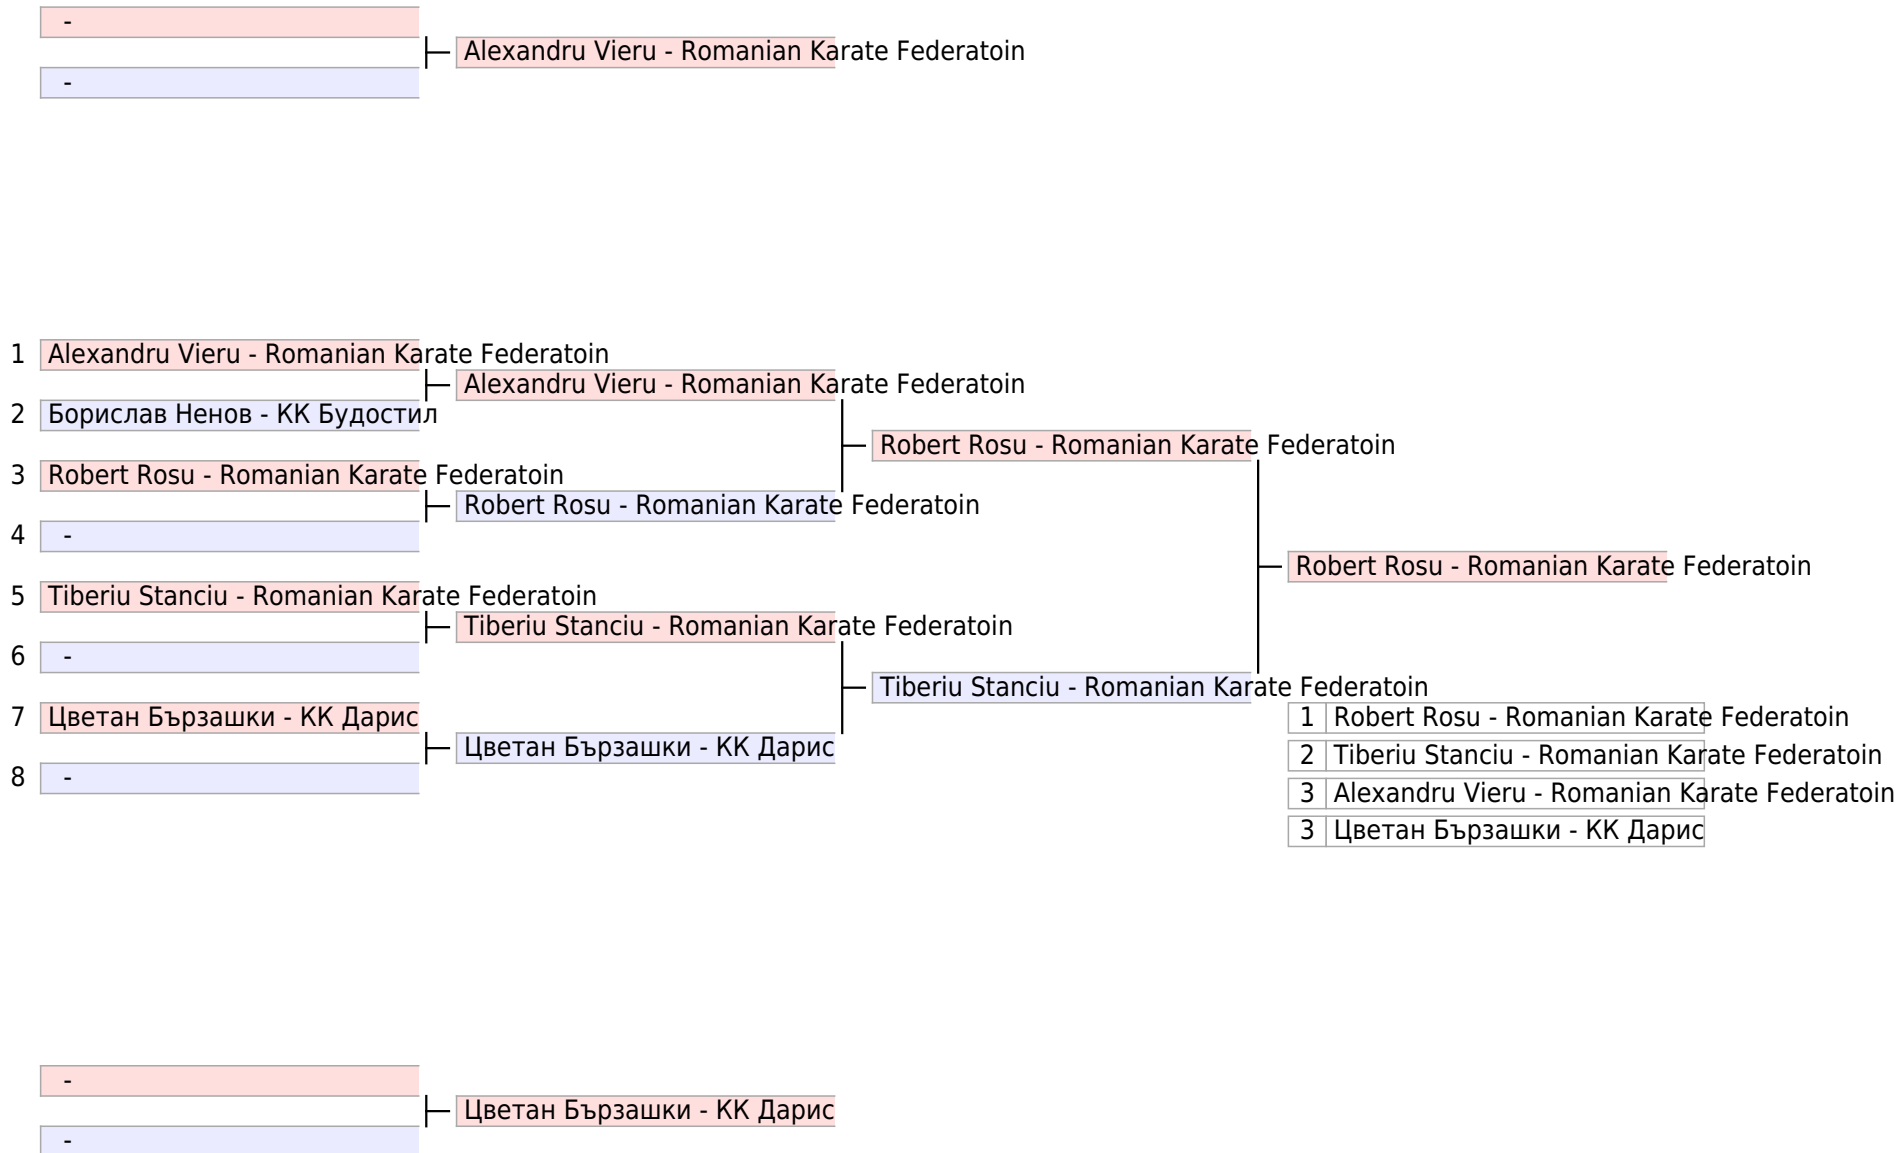 -
Alexandru Vieru - Romanian Karate Federatoin
-
1 Alexandru Vieru - Romanian Karate Federatoin
Alexandru Vieru - Romanian Karate Federatoin
2 Борислав Ненов - КК Будостил
Robert Rosu - Romanian Karate Federatoin
3 Robert Rosu - Romanian Karate Federatoin
Robert Rosu - Romanian Karate Federatoin
4 -
Robert Rosu - Romanian Karate Federatoin
5 Tiberiu Stanciu - Romanian Karate Federatoin
Tiberiu Stanciu - Romanian Karate Federatoin
6 -
Tiberiu Stanciu - Romanian Karate Federatoin
7 Цветан Бързашки - КК Дарис
Цветан Бързашки - КК Дарис
8 -
1 Robert Rosu - Romanian Karate Federatoin
2 Tiberiu Stanciu - Romanian Karate Federatoin
3 Alexandru Vieru - Romanian Karate Federatoin
3 Цветан Бързашки - КК Дарис
-
Цветан Бързашки - КК Дарис
-